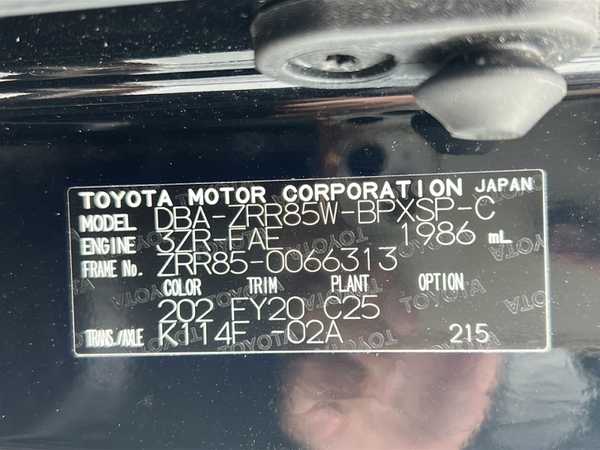 TOYOTA MOTOR CORPORATION JAPAN
MODEL DBA-ZRR85W-BPXSP-C
ENGINE 3ZR-FAE 1986 mL
FRAME No. ZRR85-0066313
COLOR TRIM PLANT OPTION
202 FY20 C25
TRANS./AXLE K114F -02A 215